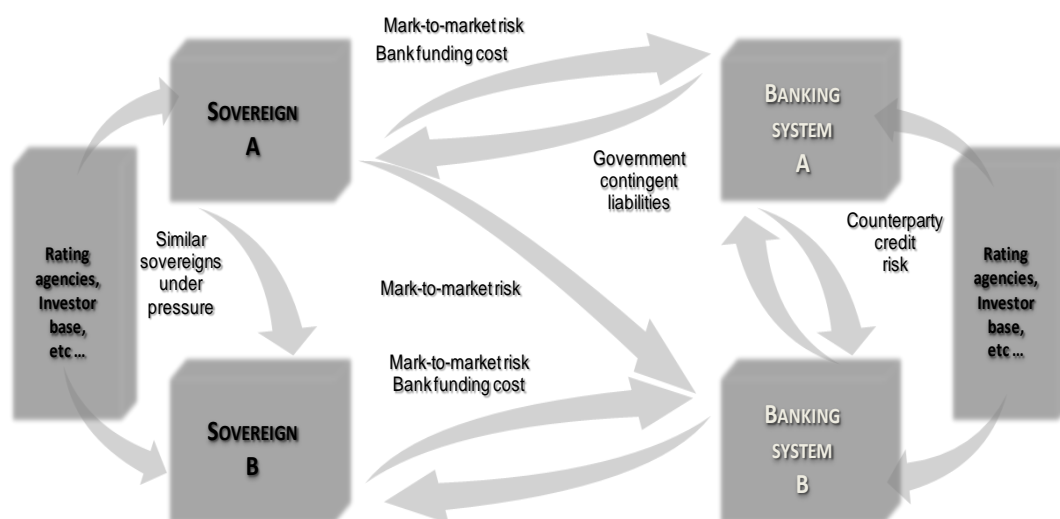 Mark-to-market risk
Bank funding cost
SOVEREIGN
A
BANKING
SYSTEM
A
Government
contingent
liabilities
Rating
agencies,
Investor
base,
etc ...
Similar
sovereigns
under
pressure
Counterparty
credit
risk
Rating
agencies,
Investor
base,
etc ...
Mark-to-market risk
Mark-to-market risk
Bank funding cost
SOVEREIGN
B
BANKING
SYSTEM
B